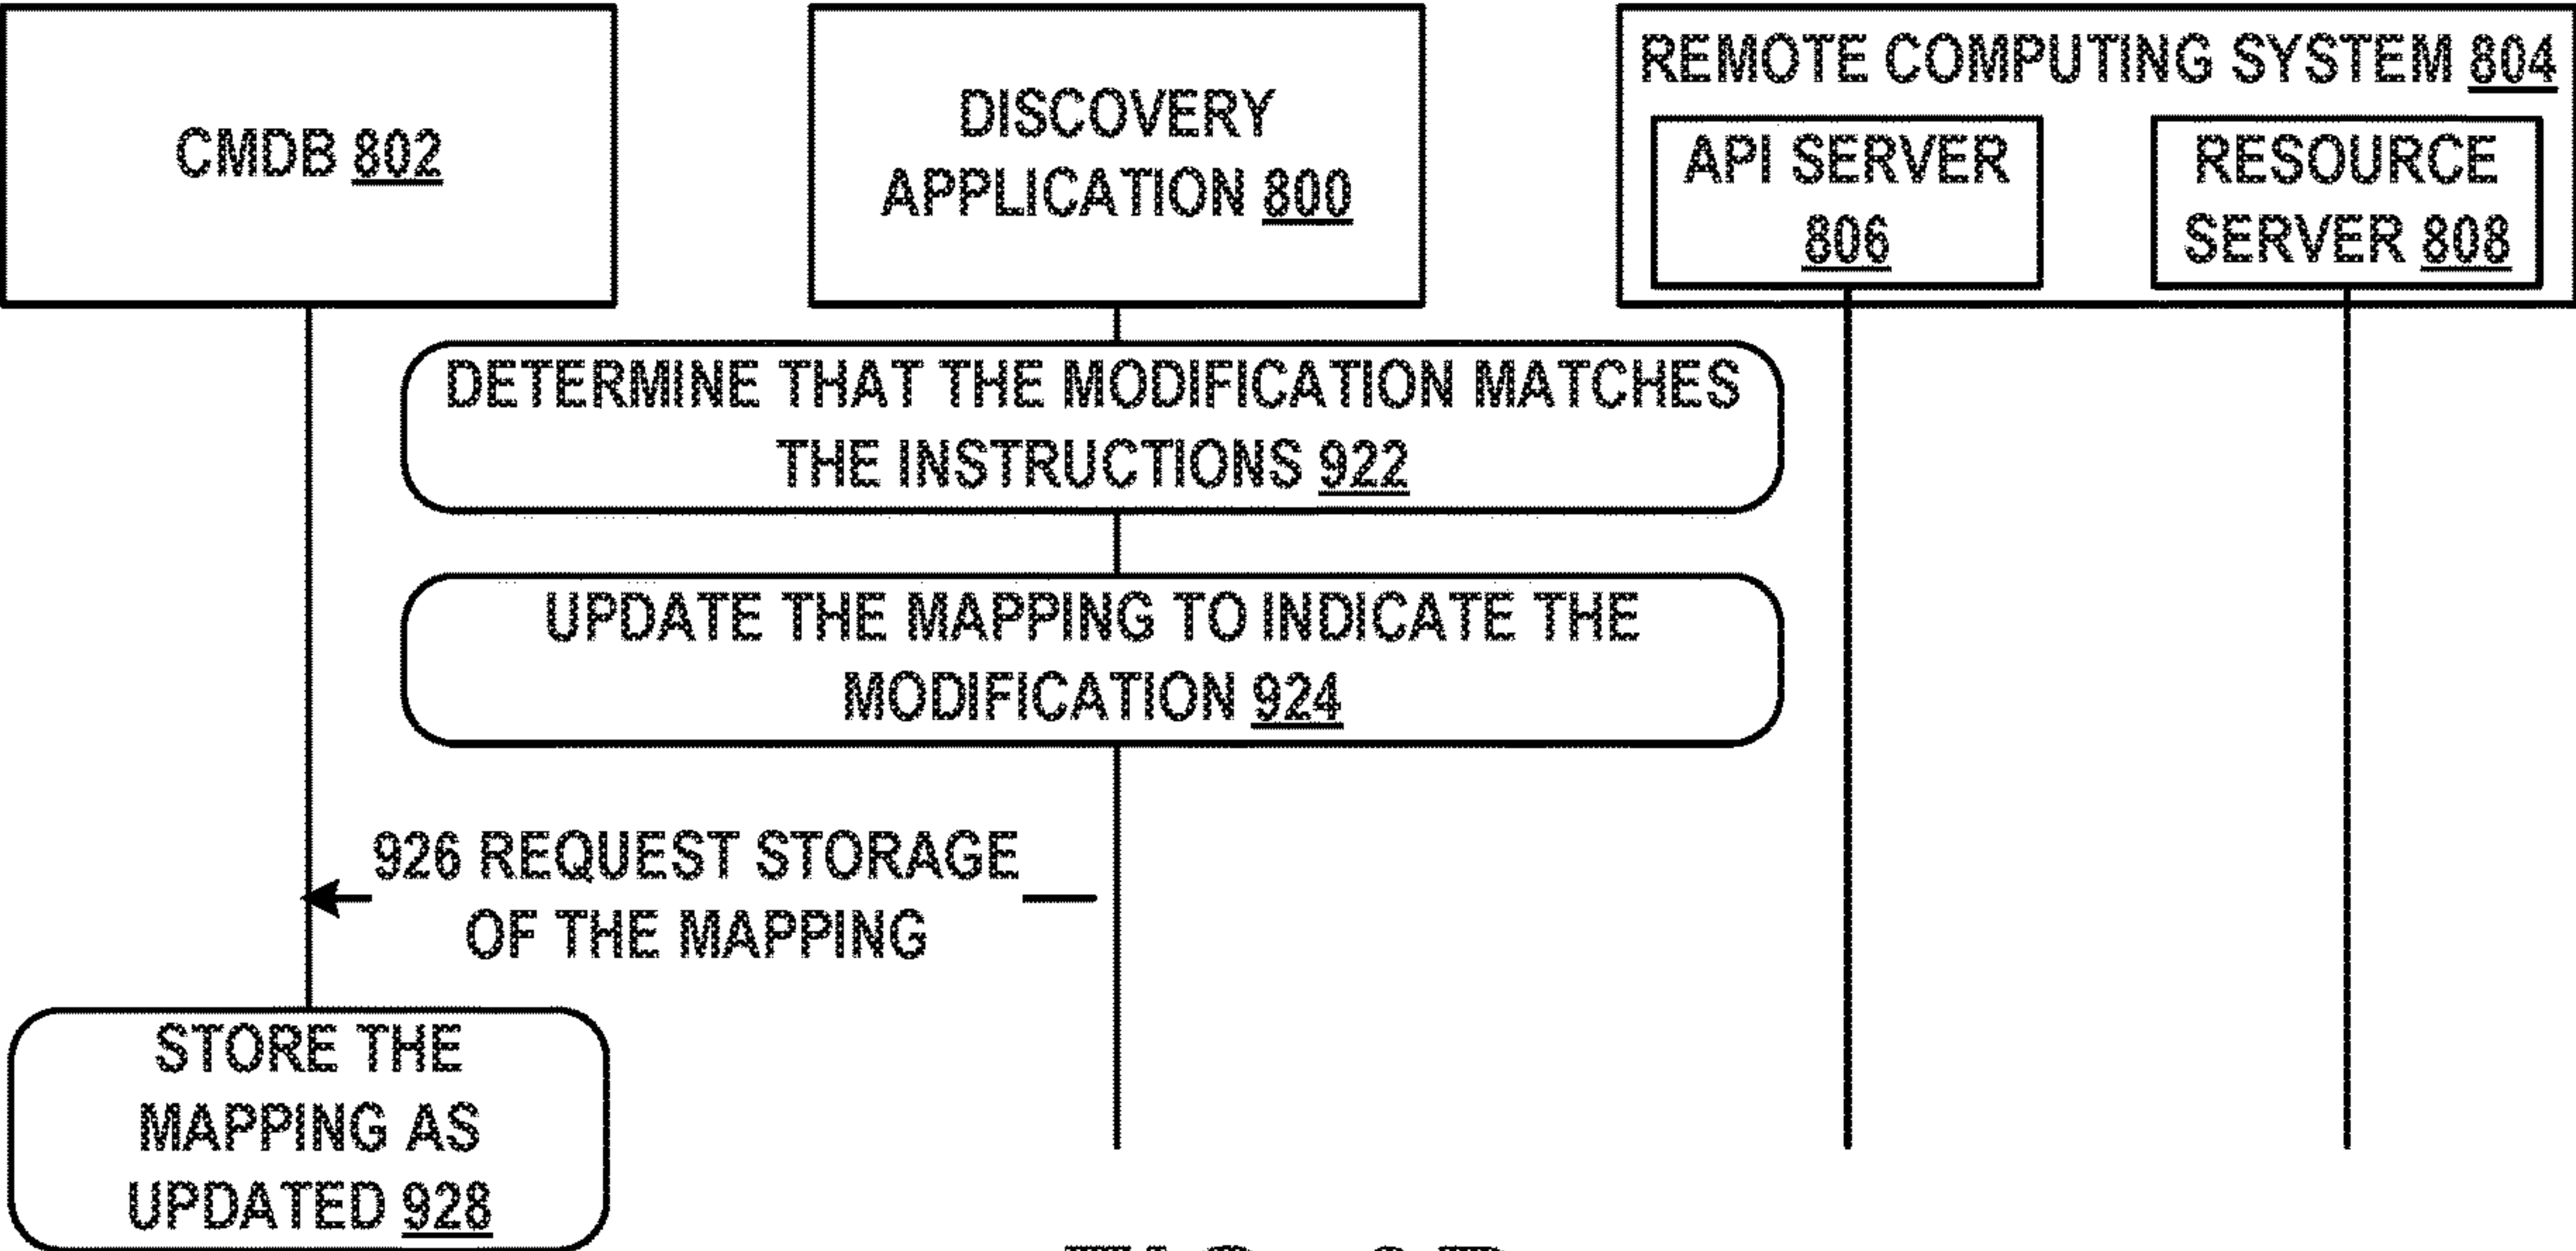 CMDB 802
DISCOVERY
APPLICATION 800
REMOTE COMPUTING SYSTEM 804
API SERVER
806
RESOURCE
SERVER 808
DETERMINE THAT THE MODIFICATION MATCHES
THE INSTRUCTIONS 922
UPDATE THE MAPPING TO INDICATE THE
MODIFICATION 924
926 REQUEST STORAGE
OF THE MAPPING
STORE THE
MAPPING AS
UPDATED 928